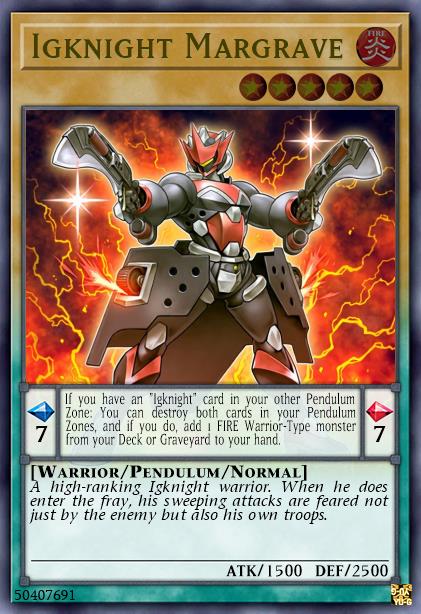 Igknight Margrave
FIRE
炎
If you have an "Igknight" card in your other Pendulum
Zone: You can destroy both cards in your Pendulum
Zones, and if you do, add 1 FIRE Warrior-Type monster
from your Deck or Graveyard to your hand.
7
7
[Warrior/Pendulum/Normal]
A high-ranking Igknight warrior. When he does
enter the fray, his sweeping attacks are feared not
just by the enemy but also his own troops.
ATK/1500 DEF/2500
50407691